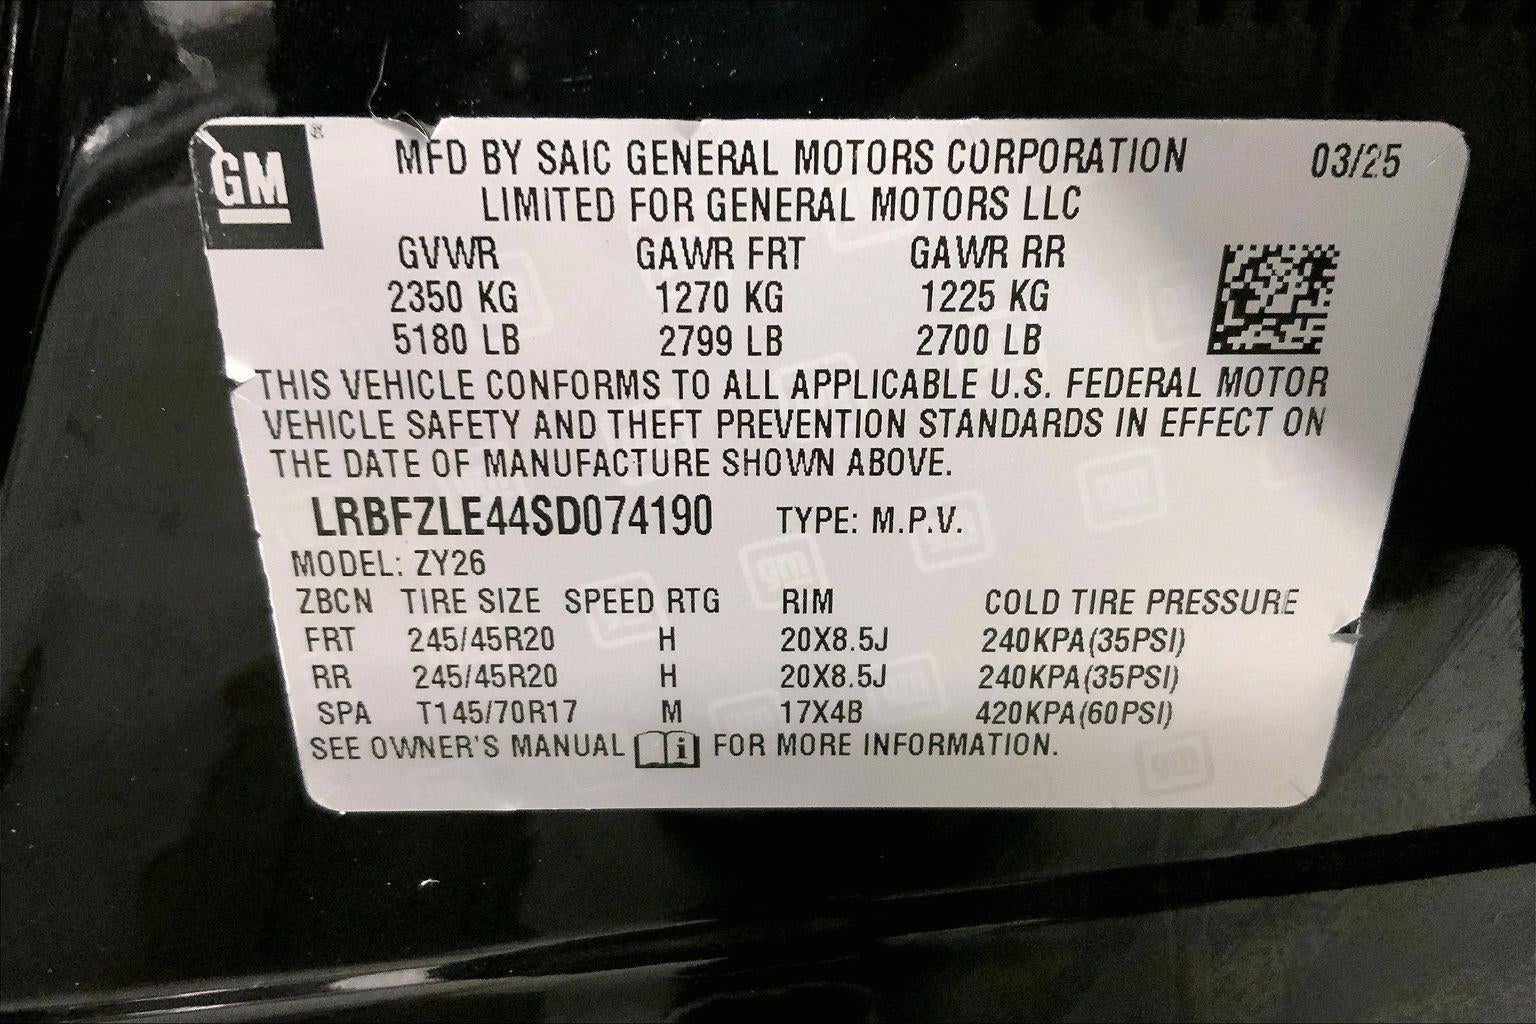 GM ® MFD BY SAIC GENERAL MOTORS CORPORATION 03/25
LIMITED FOR GENERAL MOTORS LLC
GVWR GAWR FRT GAWR RR
2350 KG 1270 KG 1225 KG
5180 LB 2799 LB 2700 LB
THIS VEHICLE CONFORMS TO ALL APPLICABLE U.S. FEDERAL MOTOR
VEHICLE SAFETY AND THEFT PREVENTION STANDARDS IN EFFECT ON
THE DATE OF MANUFACTURE SHOWN ABOVE.
LRBFZLE44SD074190 TYPE: M.P.V.
MODEL: ZY26
ZBCN TIRE SIZE SPEED RTG RIM COLD TIRE PRESSURE
FRT 245/45R20 H 20X8.5J 240KPA(35PSI)
RR 245/45R20 H 20X8.5J 240KPA(35PSI)
SPA T145/70R17 M 17X4B 420KPA(60PSI)
SEE OWNER'S MANUAL i FOR MORE INFORMATION.